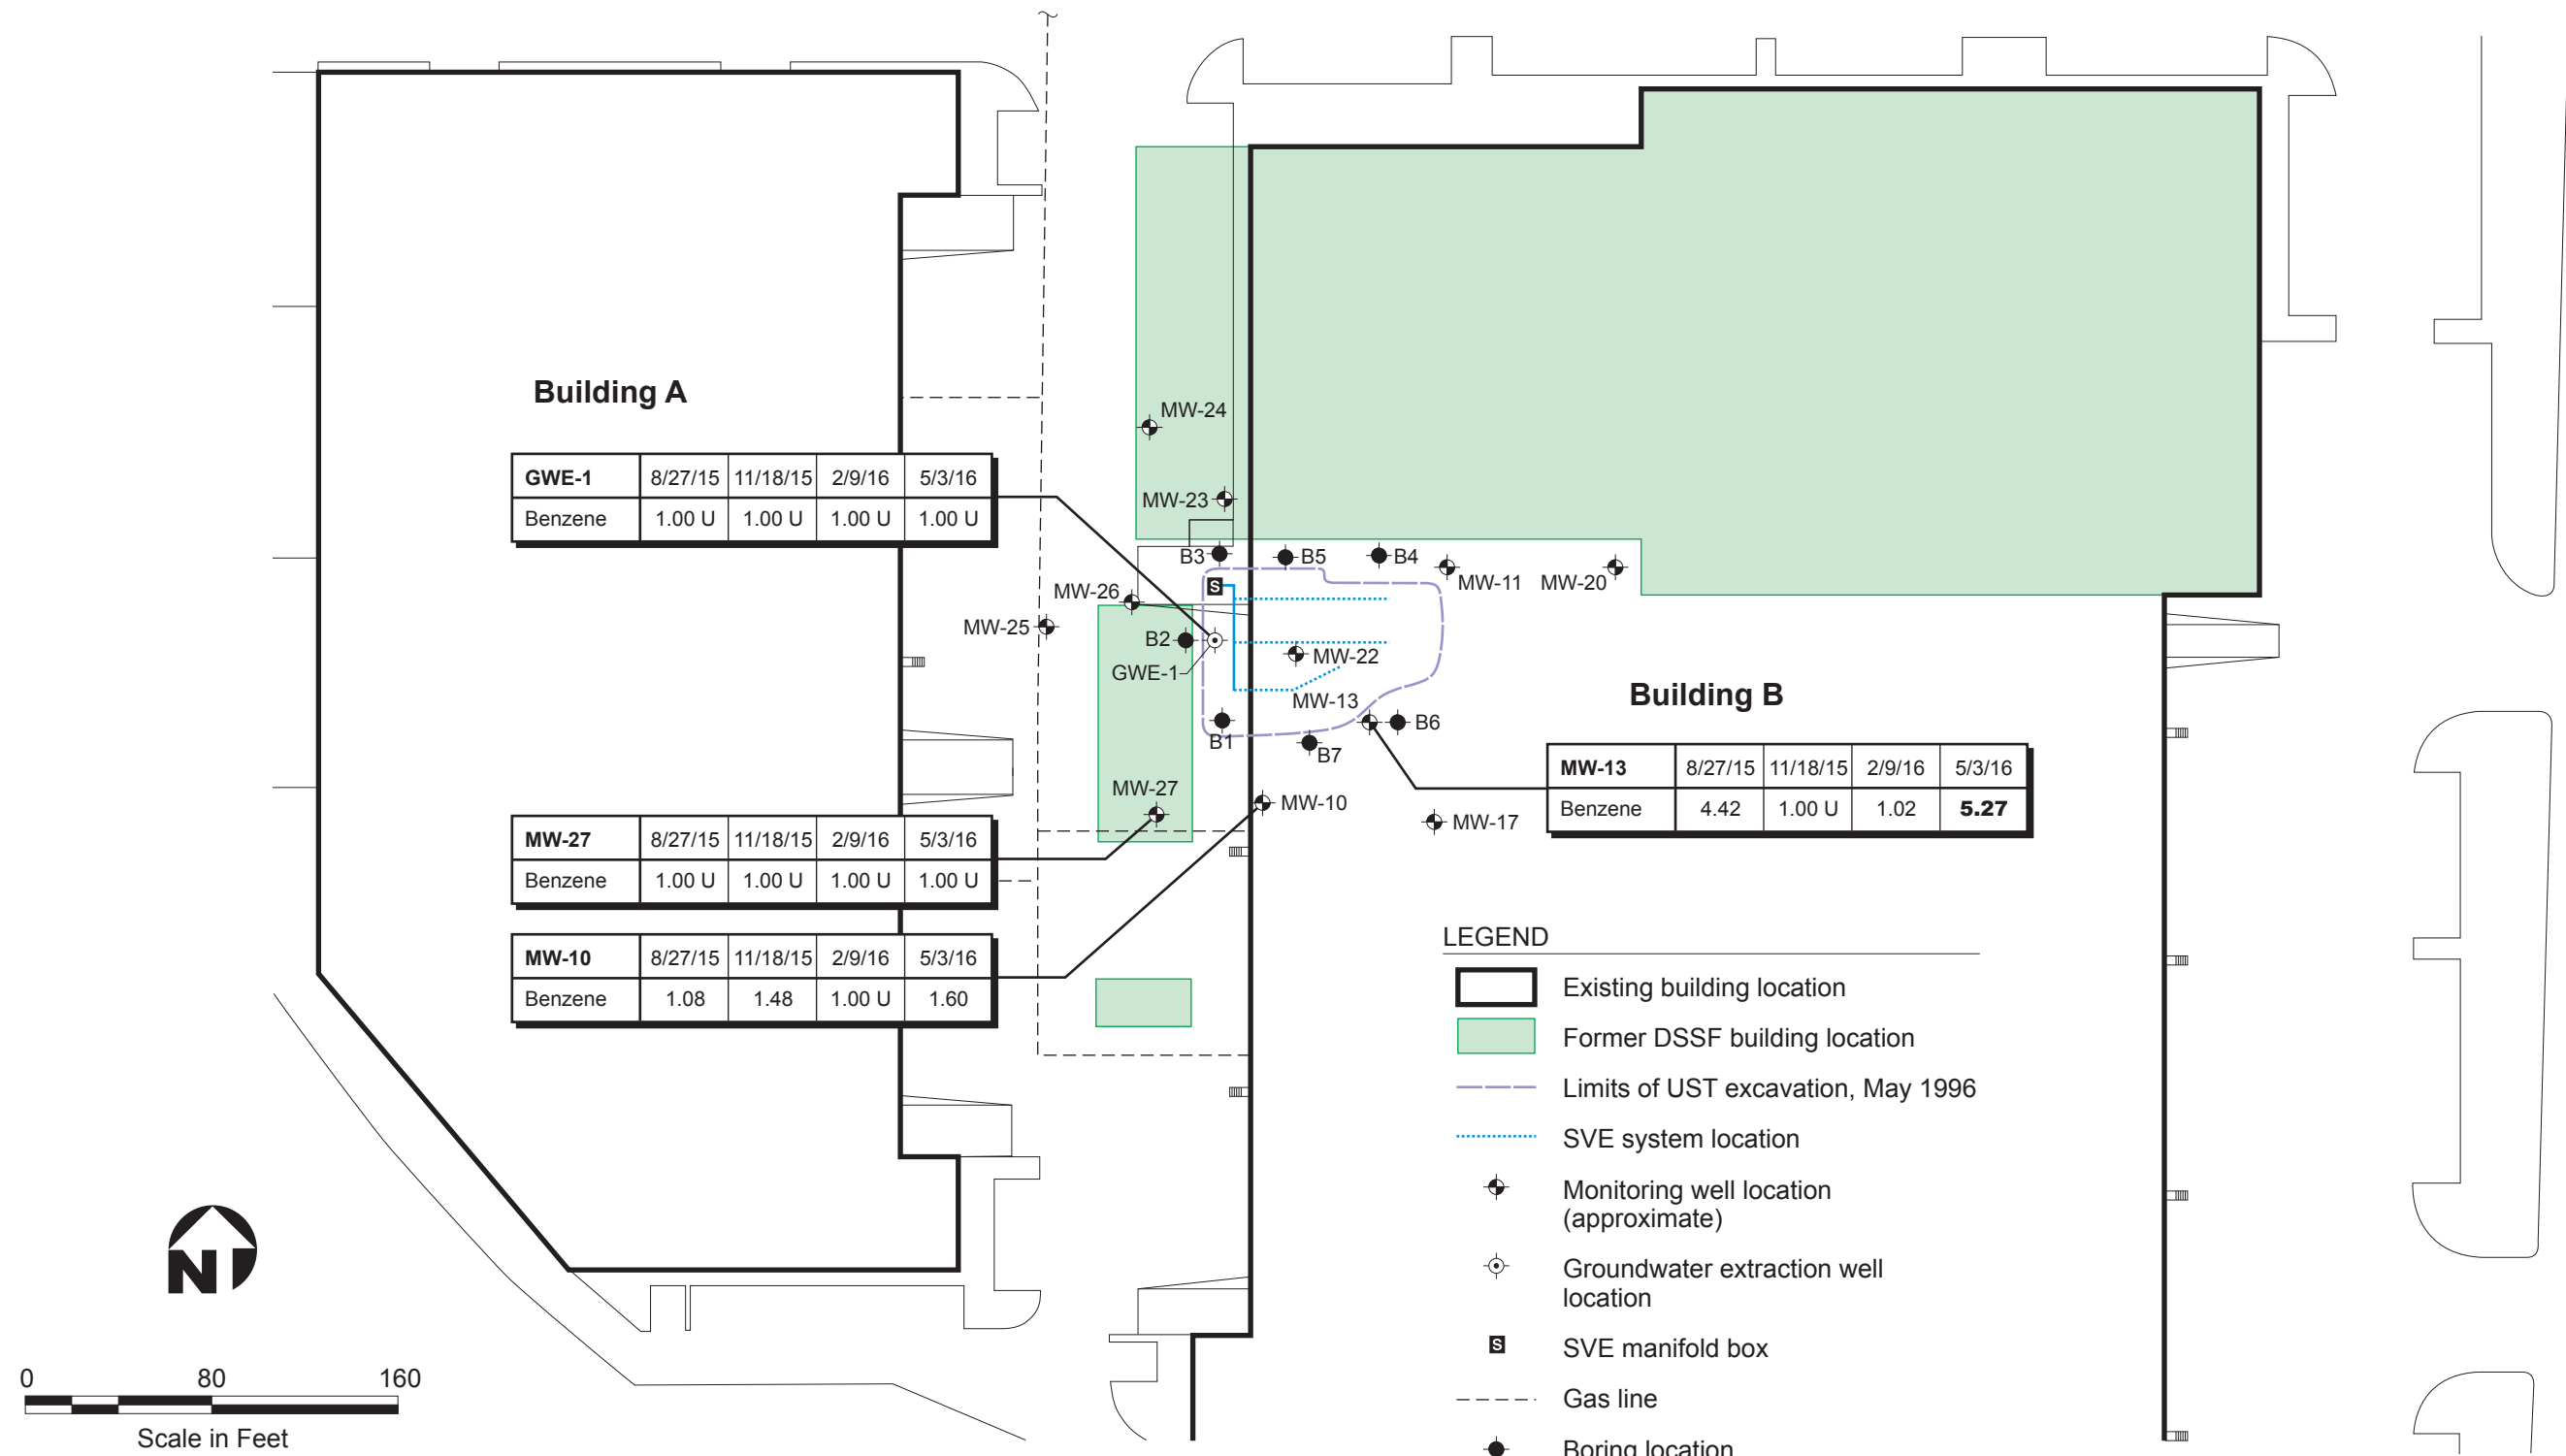 Building A
GWE-1 8/27/15 11/18/15 2/9/16 5/3/16
Benzene 1.00 U 1.00 U 1.00 U 1.00 U
MW-27 8/27/15 11/18/15 2/9/16 5/3/16
Benzene 1.00 U 1.00 U 1.00 U 1.00 U
MW-10 8/27/15 11/18/15 2/9/16 5/3/16
Benzene 1.08 1.48 1.00 U 1.60
MW-24
MW-23
B3
B5
B4
MW-11
MW-20
S
MW-26
MW-25
B2
GWE-1
MW-22
MW-13
B1
B6
B7
MW-27
MW-10
MW-17
Building B
MW-13 8/27/15 11/18/15 2/9/16 5/3/16
Benzene 4.42 1.00 U 1.02 5.27
LEGEND
Existing building location
Former DSSF building location
Limits of UST excavation, May 1996
SVE system location
Monitoring well location
(approximate)
Groundwater extraction well
location
S SVE manifold box
Gas line
Boring location
N
0 80 160
Scale in Feet